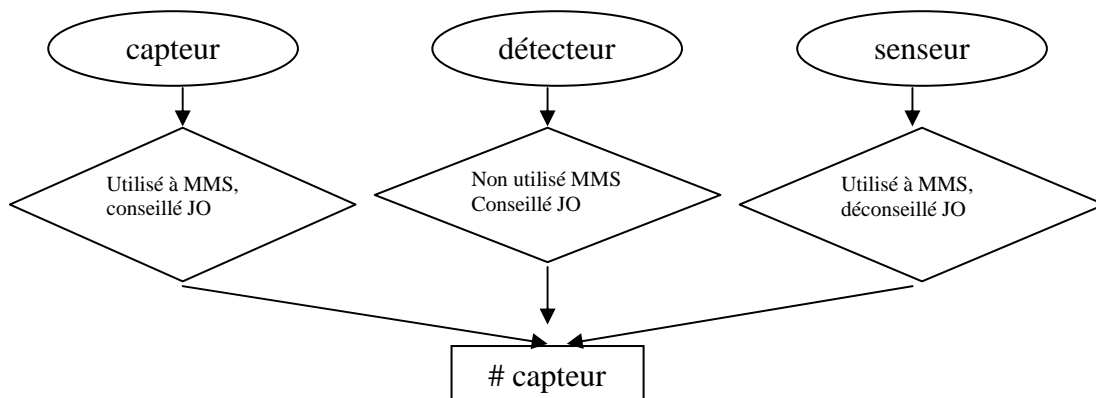 capteur
détecteur
senseur
Utilisé à MMS,
conseillé JO
Non utilisé MMS
Conseillé JO
Utilisé à MMS,
déconseillé JO
# capteur